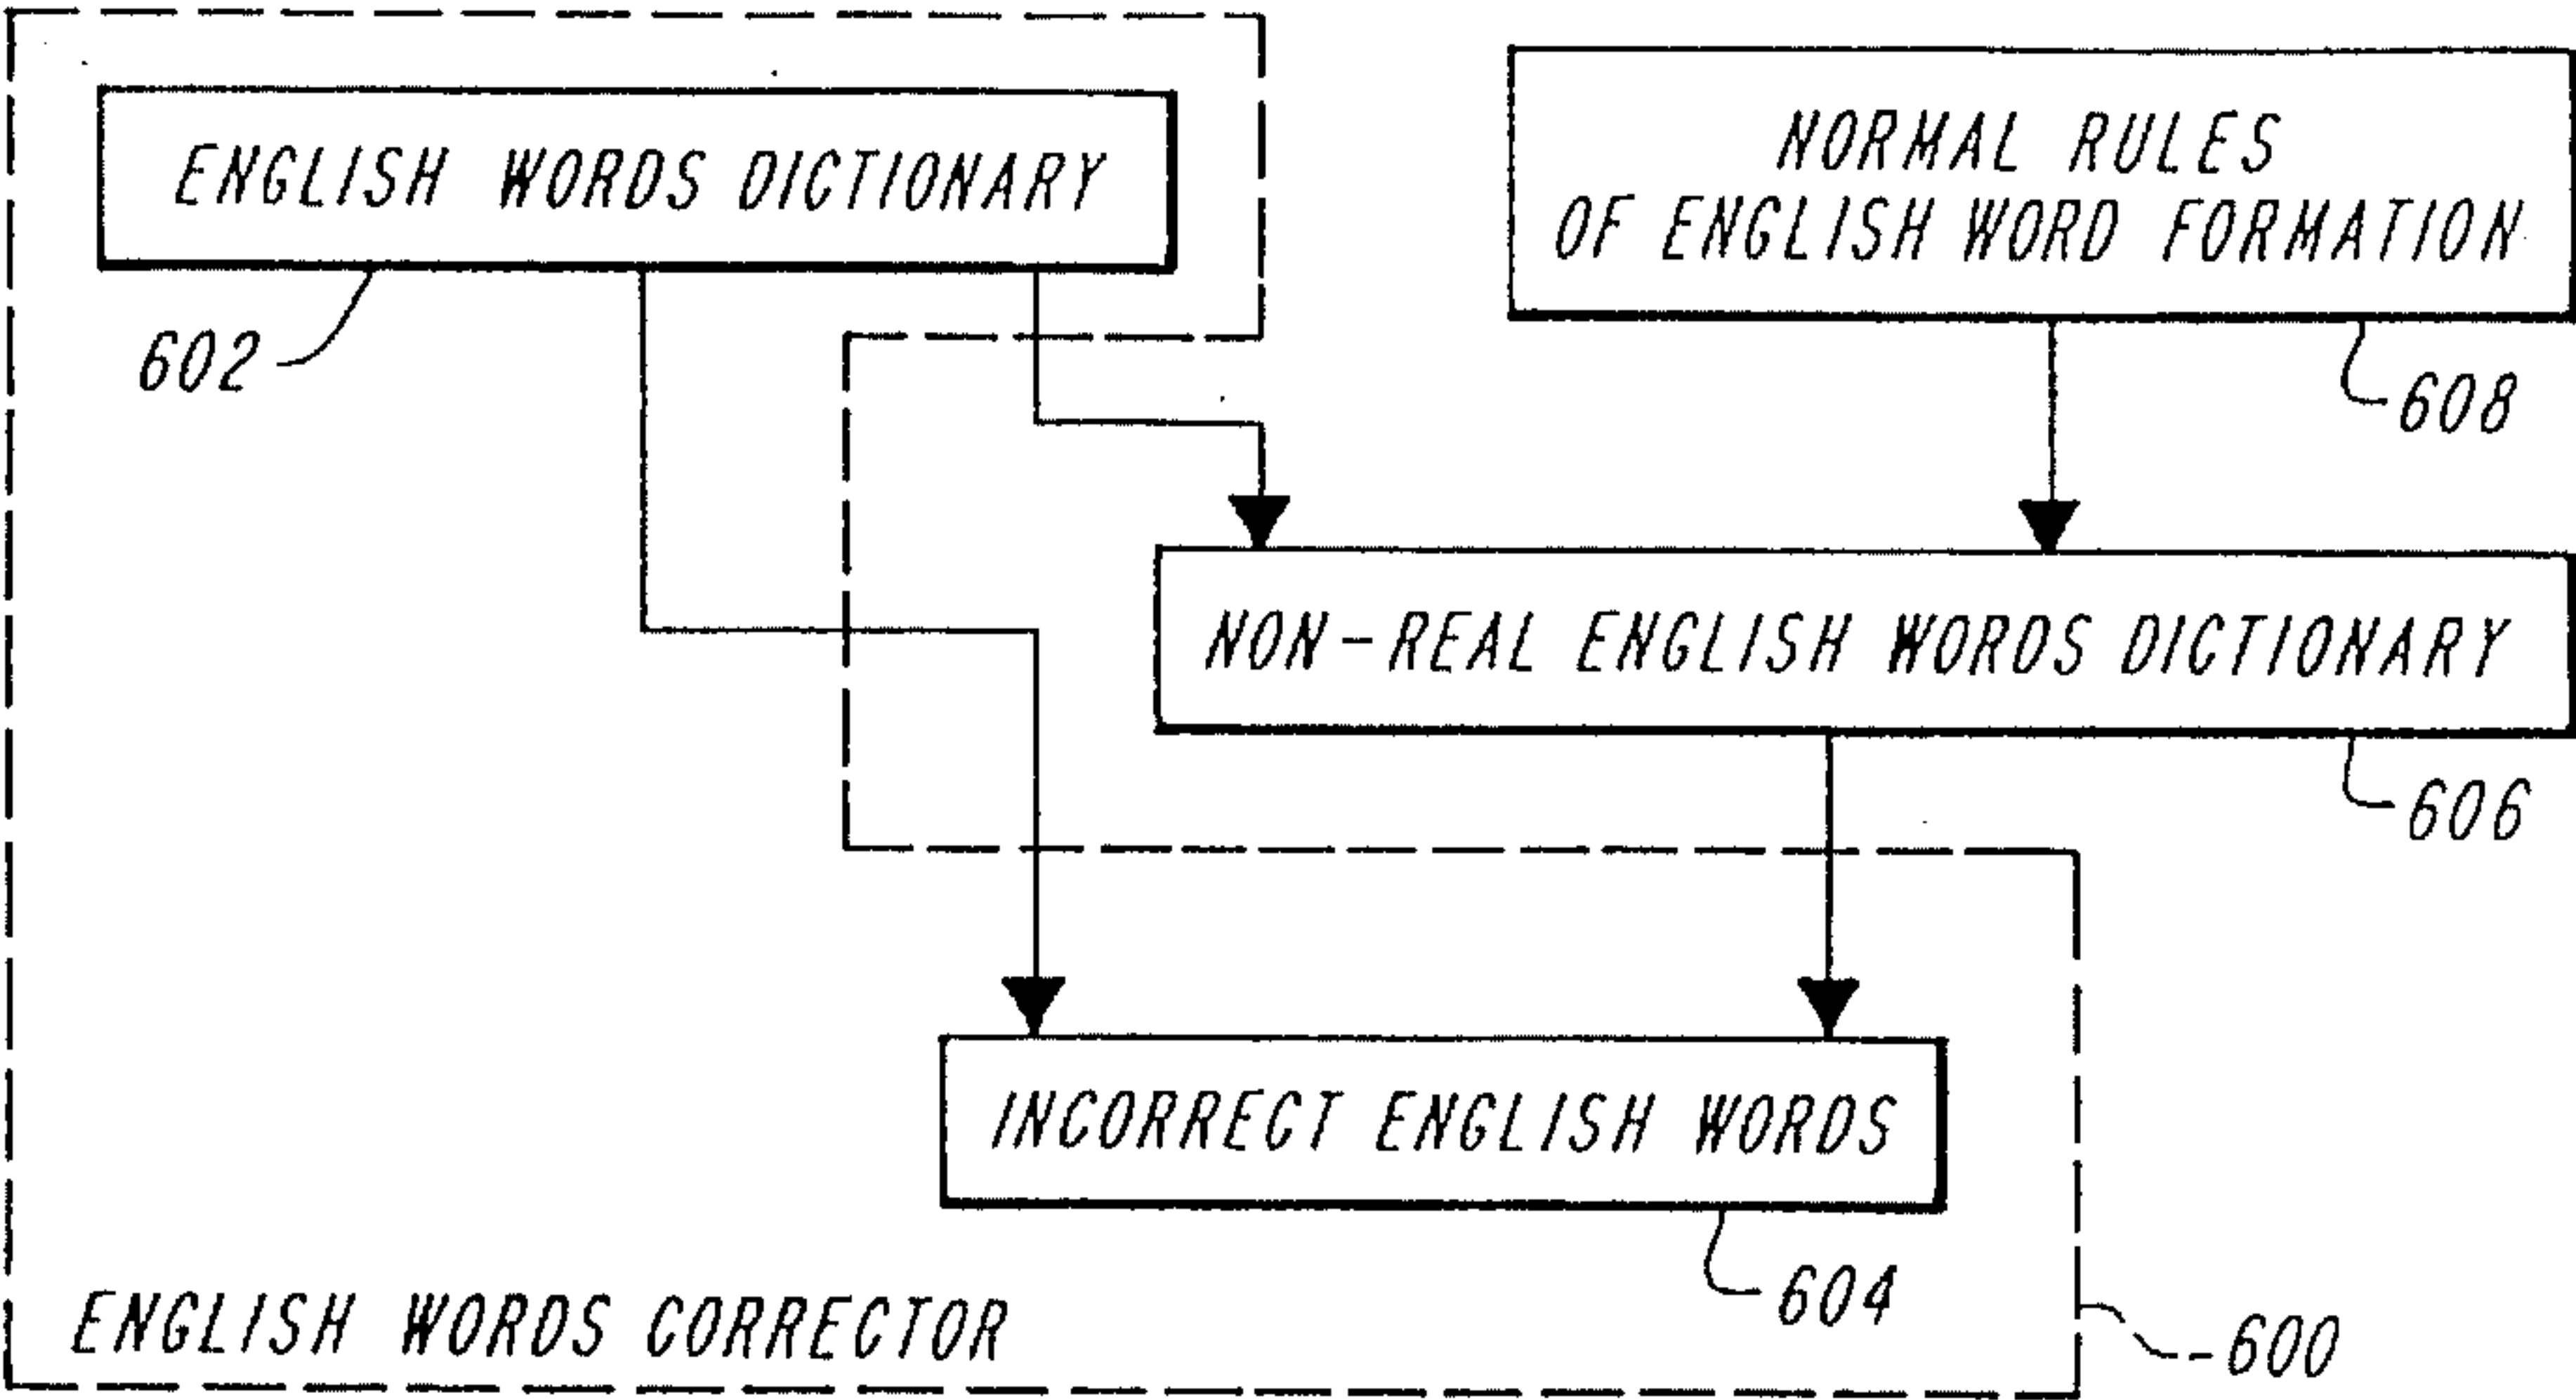 ENGLISH WORDS DICTIONARY
602
NORMAL RULES
OF ENGLISH WORD FORMATION
608
NON-REAL ENGLISH WORDS DICTIONARY
606
INCORRECT ENGLISH WORDS
604
ENGLISH WORDS CORRECTOR
600